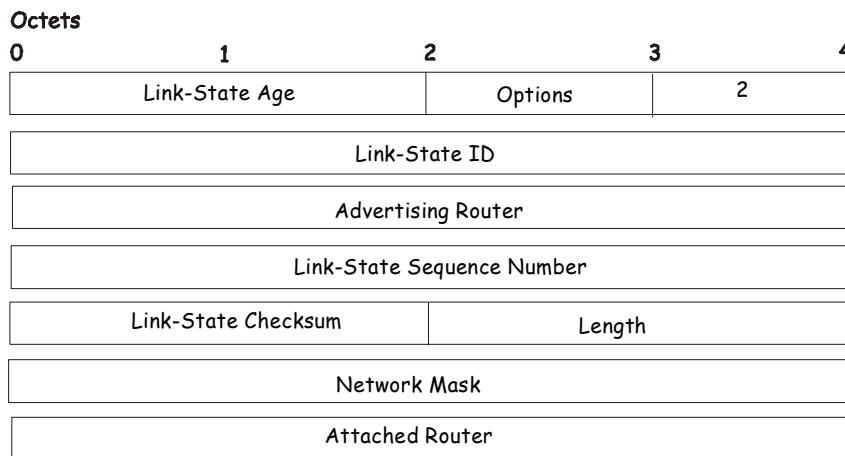 Octets
0 1 2 3 4
Link-State Age Options 2
Link-State ID
Advertising Router
Link-State Sequence Number
Link-State Checksum Length
Network Mask
Attached Router